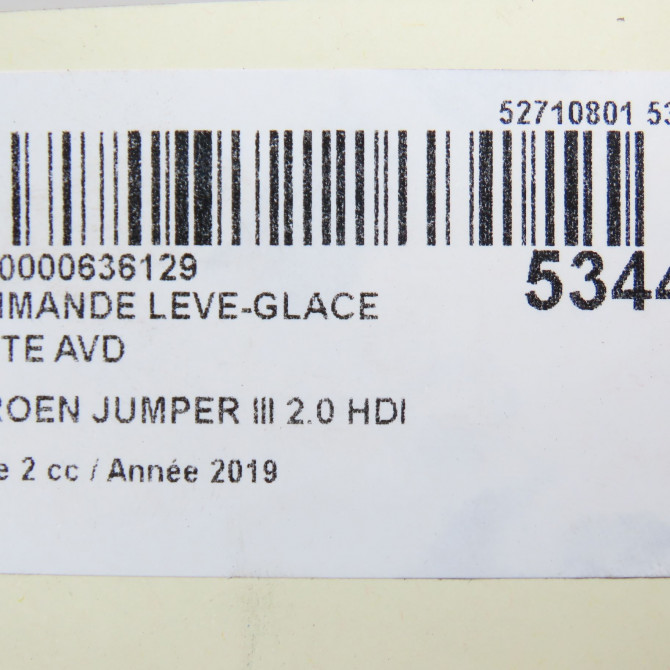 52710801 53
0000636129
5344
MMANDE LEVE-GLACE
TE AVD
ROEN JUMPER III 2.0 HDI
e 2 cc / Année 2019